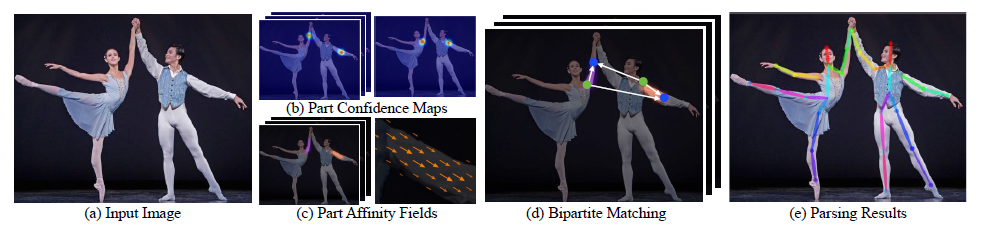 (b) Part Confidence Maps
(a) Input Image
(c) Part Affinity Fields
(d) Bipartite Matching
(e) Parsing Results